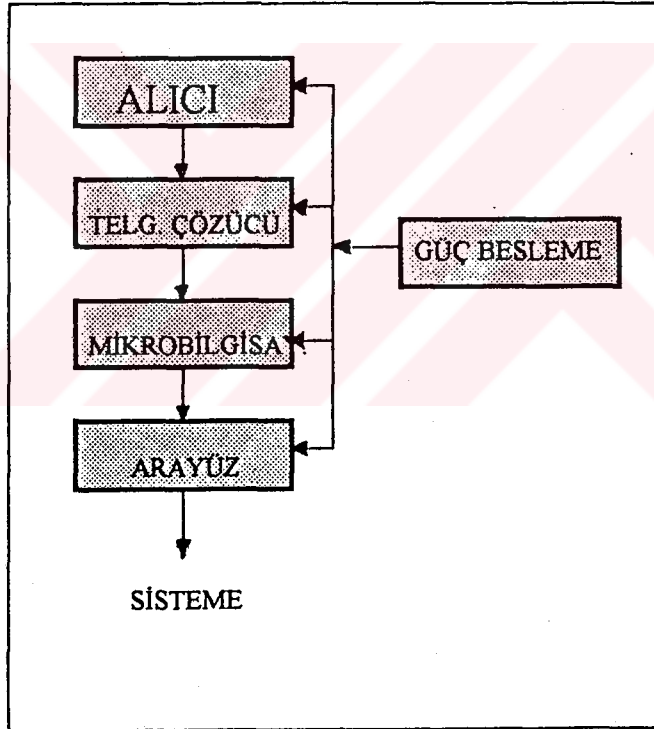 ALICI
TELG. ÇÖZÜCÜ
GÜÇ BESLEME
MİKROBİLGİSA
ARAYÜZ
SİSTEME